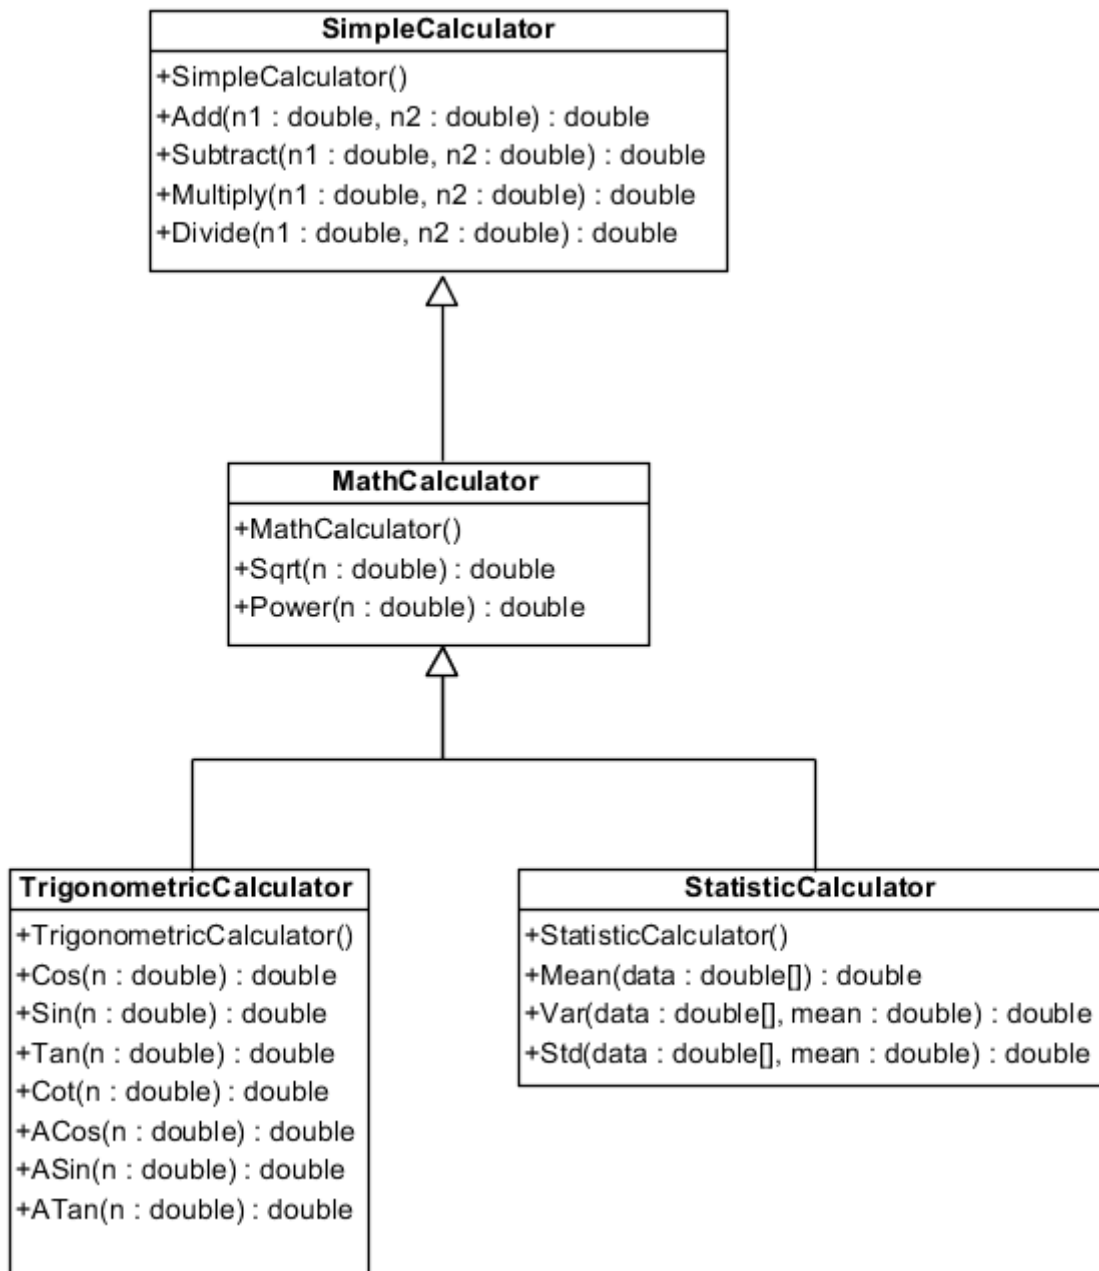 SimpleCalculator
+SimpleCalculator()
+Add(n1 : double, n2 : double) : double
+Subtract(n1 : double, n2 : double) : double
+Multiply(n1 : double, n2 : double) : double
+Divide(n1 : double, n2 : double) : double
MathCalculator
+MathCalculator()
+Sqrt(n : double) : double
+Power(n : double) : double
TrigonometricCalculator
+TrigonometricCalculator()
+Cos(n : double) : double
+Sin(n : double) : double
+Tan(n : double) : double
+Cot(n : double) : double
+ACos(n : double) : double
+ASin(n : double) : double
+ATan(n : double) : double
StatisticCalculator
+StatisticCalculator()
+Mean(data : double[]) : double
+Var(data : double[], mean : double) : double
+Std(data : double[], mean : double) : double